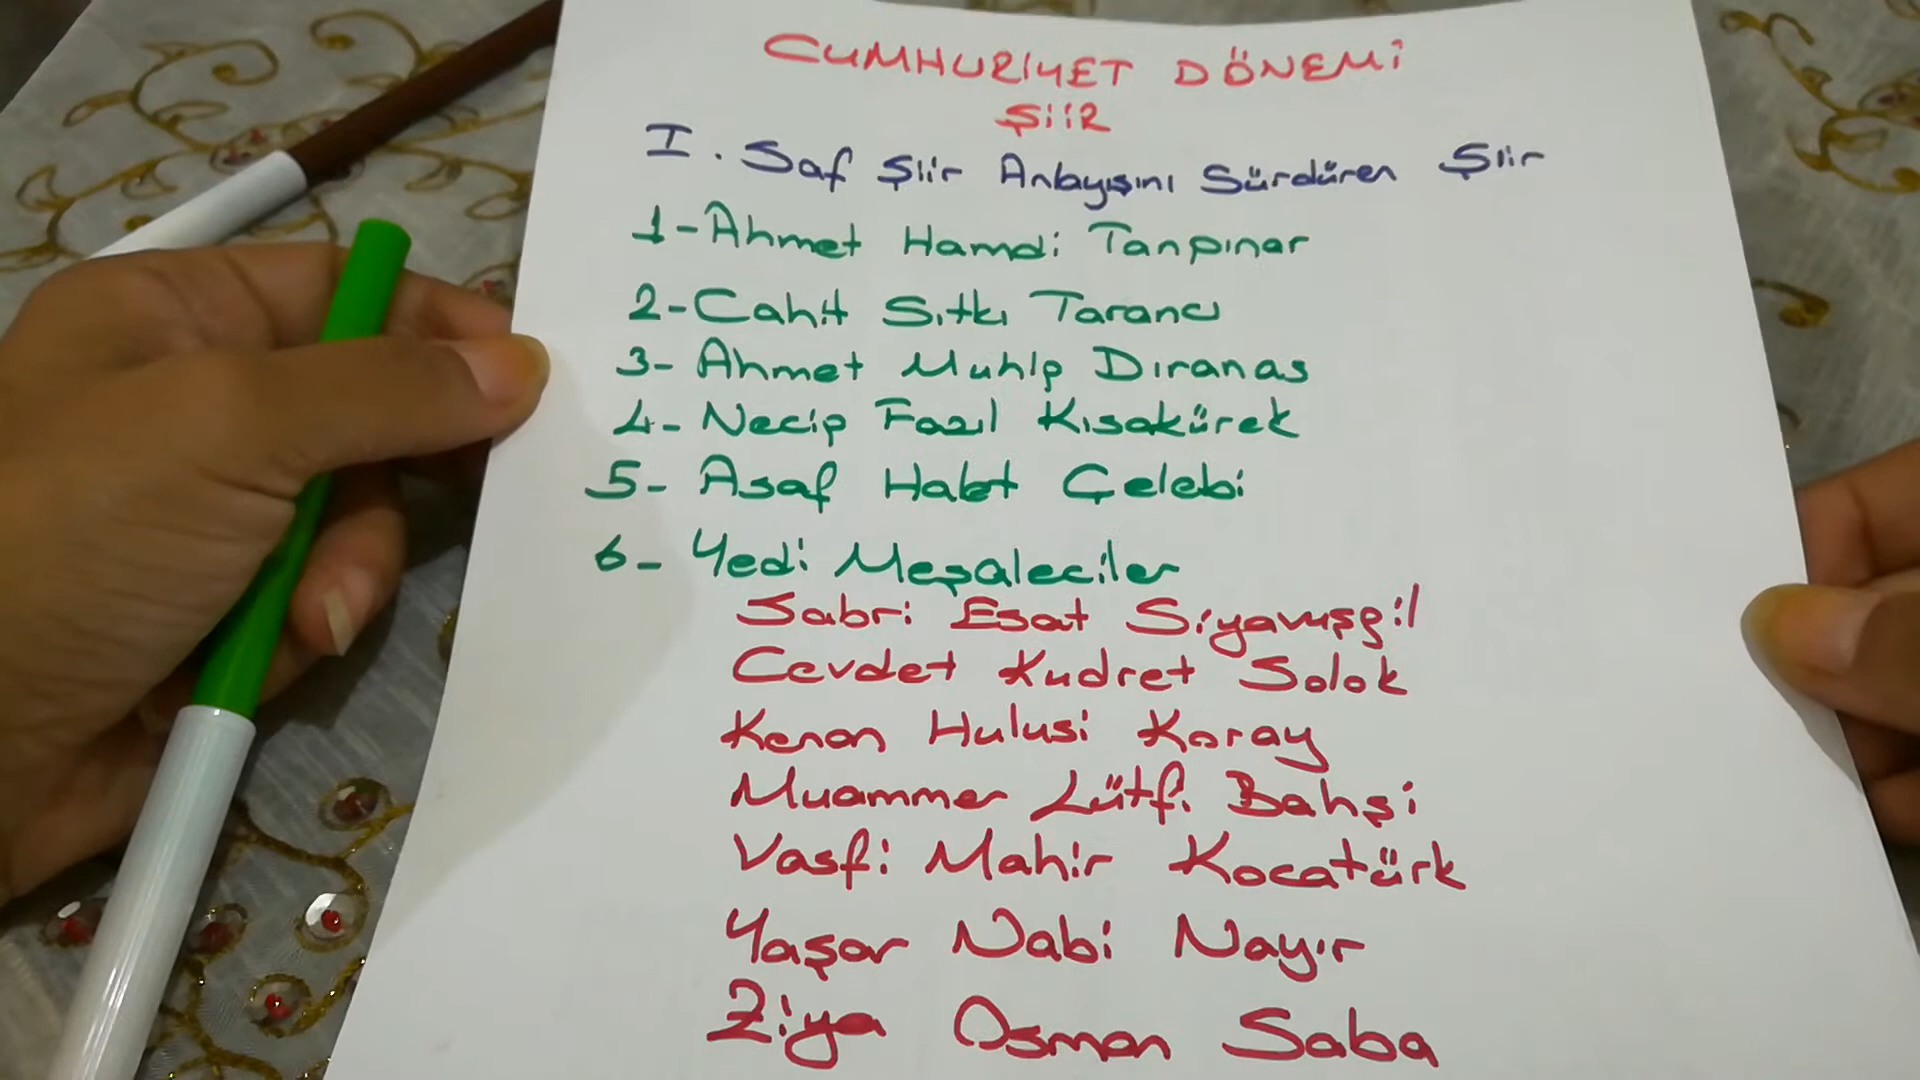 CUMHURİYET DÖNEMİ
ŞİİR
I. Saf Şiir Anlayışını Sürdüren Şiir
1-Ahmet Hamdi Tanpınar
2-Cahit Sıtkı Tarancı
3- Ahmet Muhip Dıranas
4- Necip Fazıl Kısakürek
5- Asaf Halet Çelebi
6- Yedi Meşaleciler
Sabri Esat Siyavuşgil
Cevdet Kudret Solok
Kenan Hulusi Koray
Muammer Lütfi Bahşi
Vasfi Mahir Kocatürk
Yaşar Nabi Nayır
Ziya Osman Saba